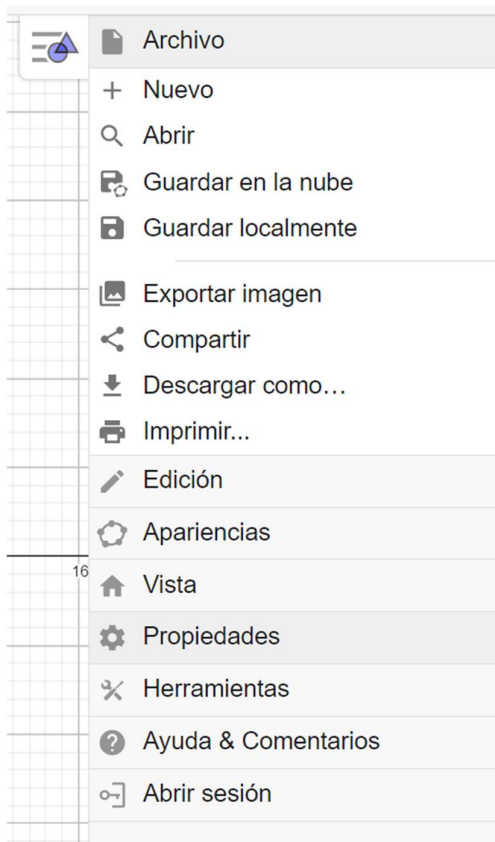 Archivo
Nuevo
Abrir
Guardar en la nube
Guardar localmente
Exportar imagen
Compartir
Descargar como…
Imprimir...
Edición
Apariencias
16
Vista
Propiedades
Herramientas
Ayuda & Comentarios
Abrir sesión